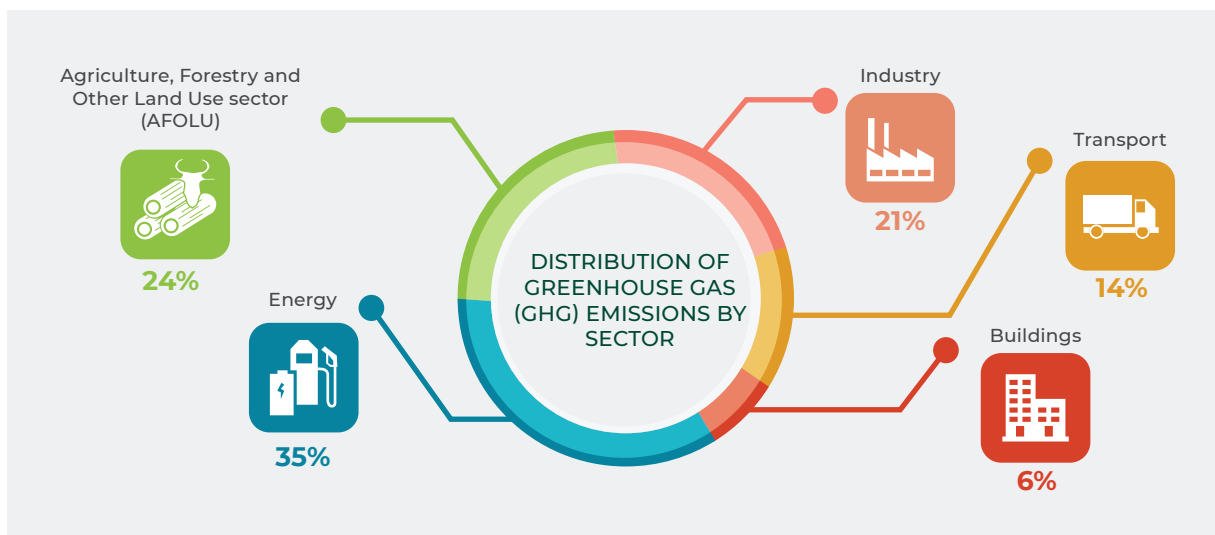 Agriculture, Forestry and
Other Land Use sector
(AFOLU)
24%
Energy
35%
DISTRIBUTION OF
GREENHOUSE GAS
(GHG) EMISSIONS BY
SECTOR
Industry
21%
Transport
14%
Buildings
6%